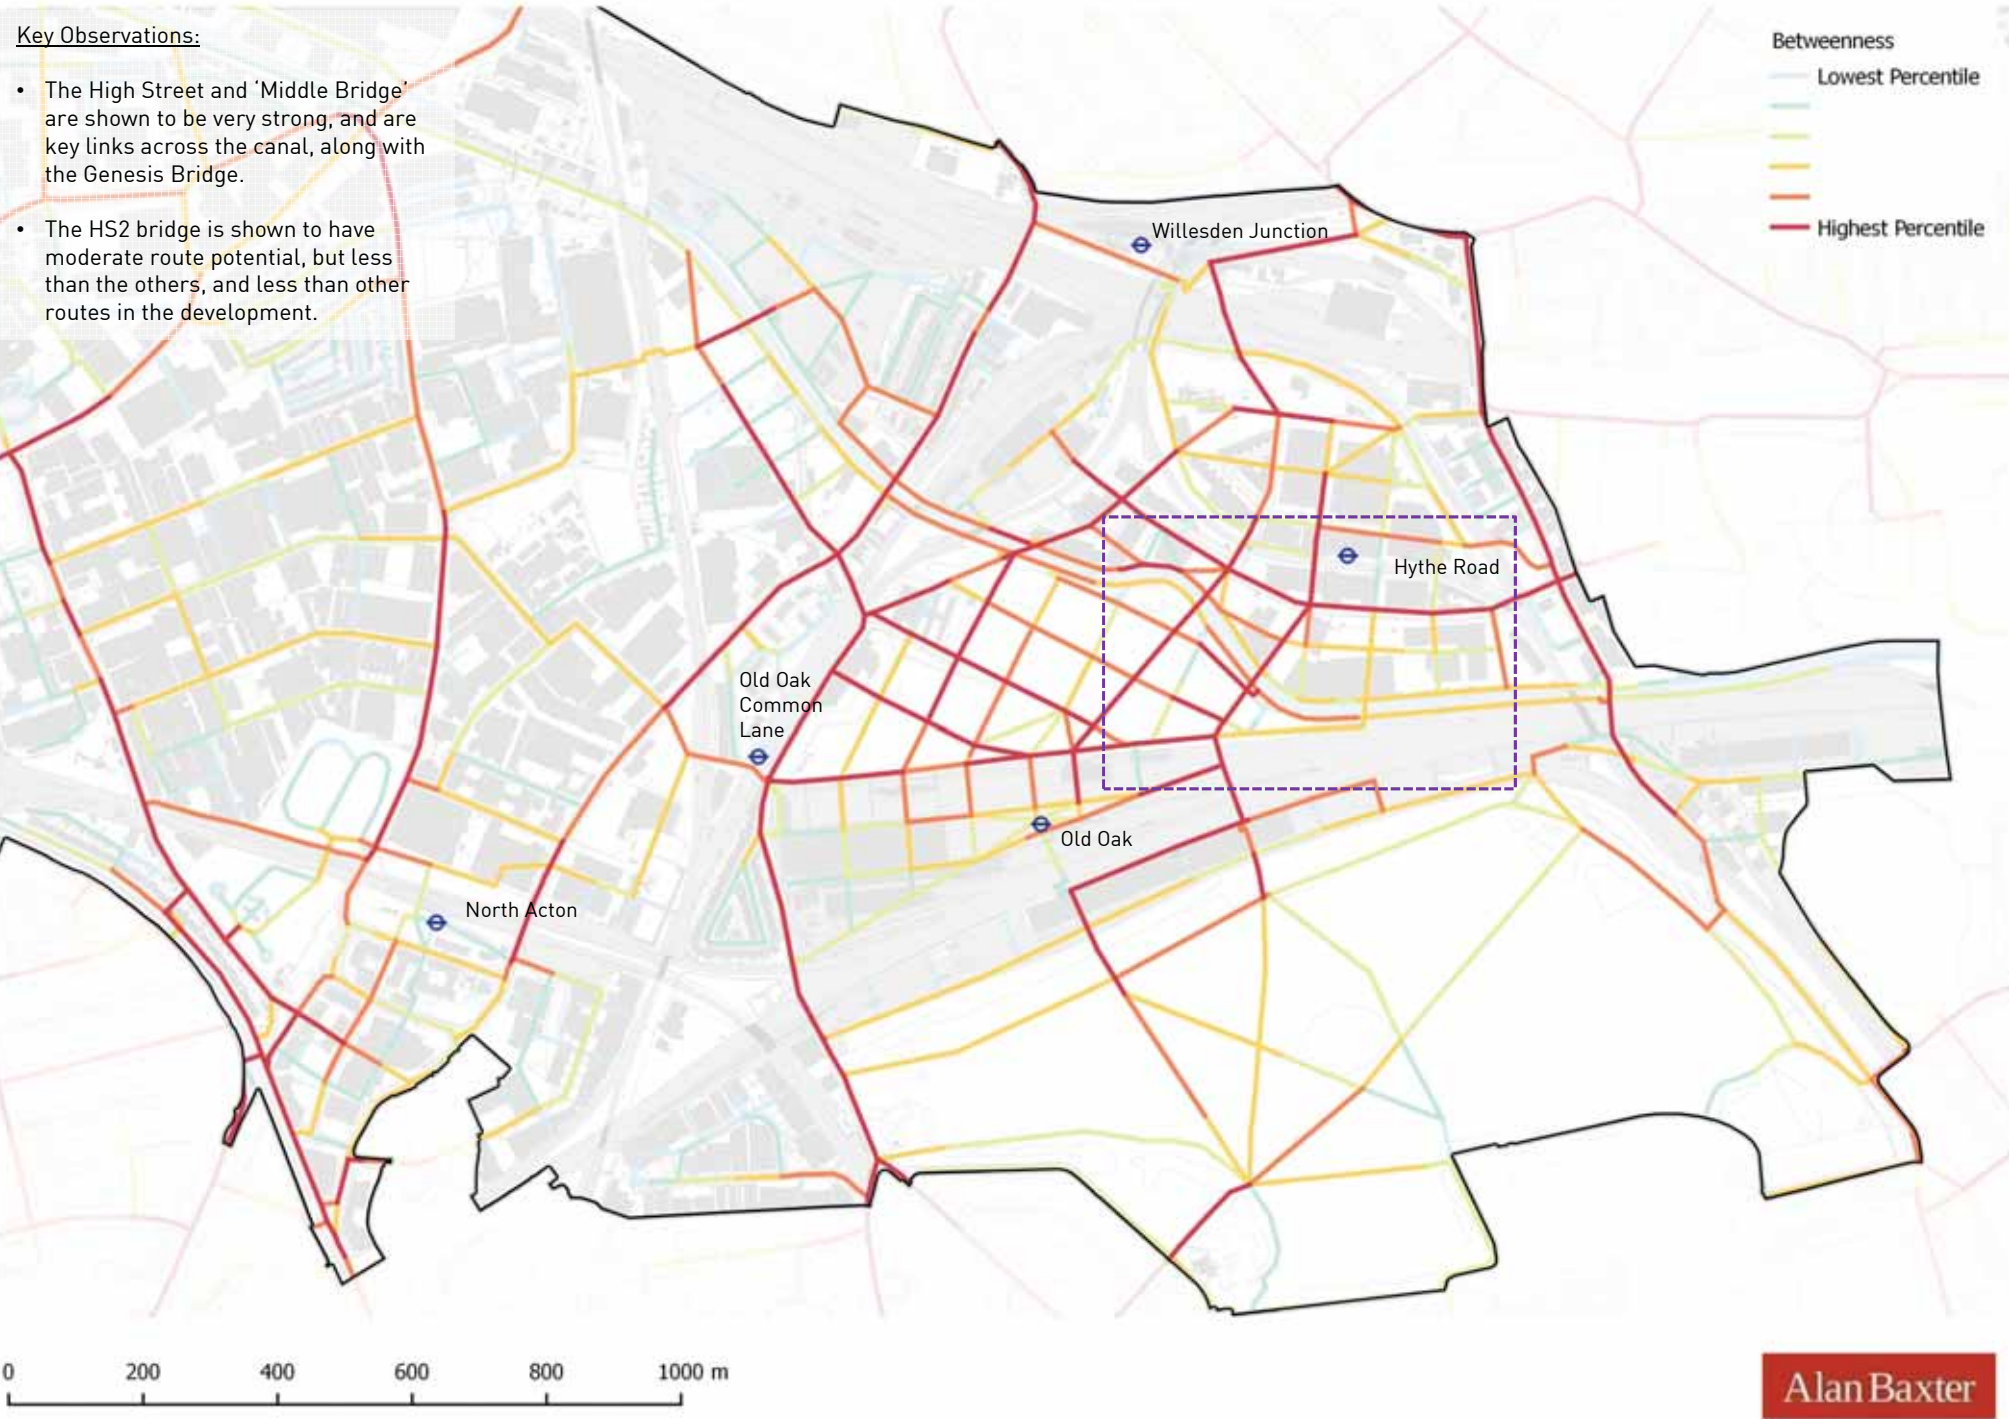 Key Observations:
• The High Street and ‘Middle Bridge’
are shown to be very strong, and are
key links across the canal, along with
the Genesis Bridge.
• The HS2 bridge is shown to have
moderate route potential, but less
than the others, and less than other
routes in the development.
Betweenness
Lowest Percentile
Highest Percentile
Willesden Junction
Hythe Road
Old Oak
Common
Lane
Old Oak
North Acton
0 200 400 600 800 1000 m
Alan Baxter